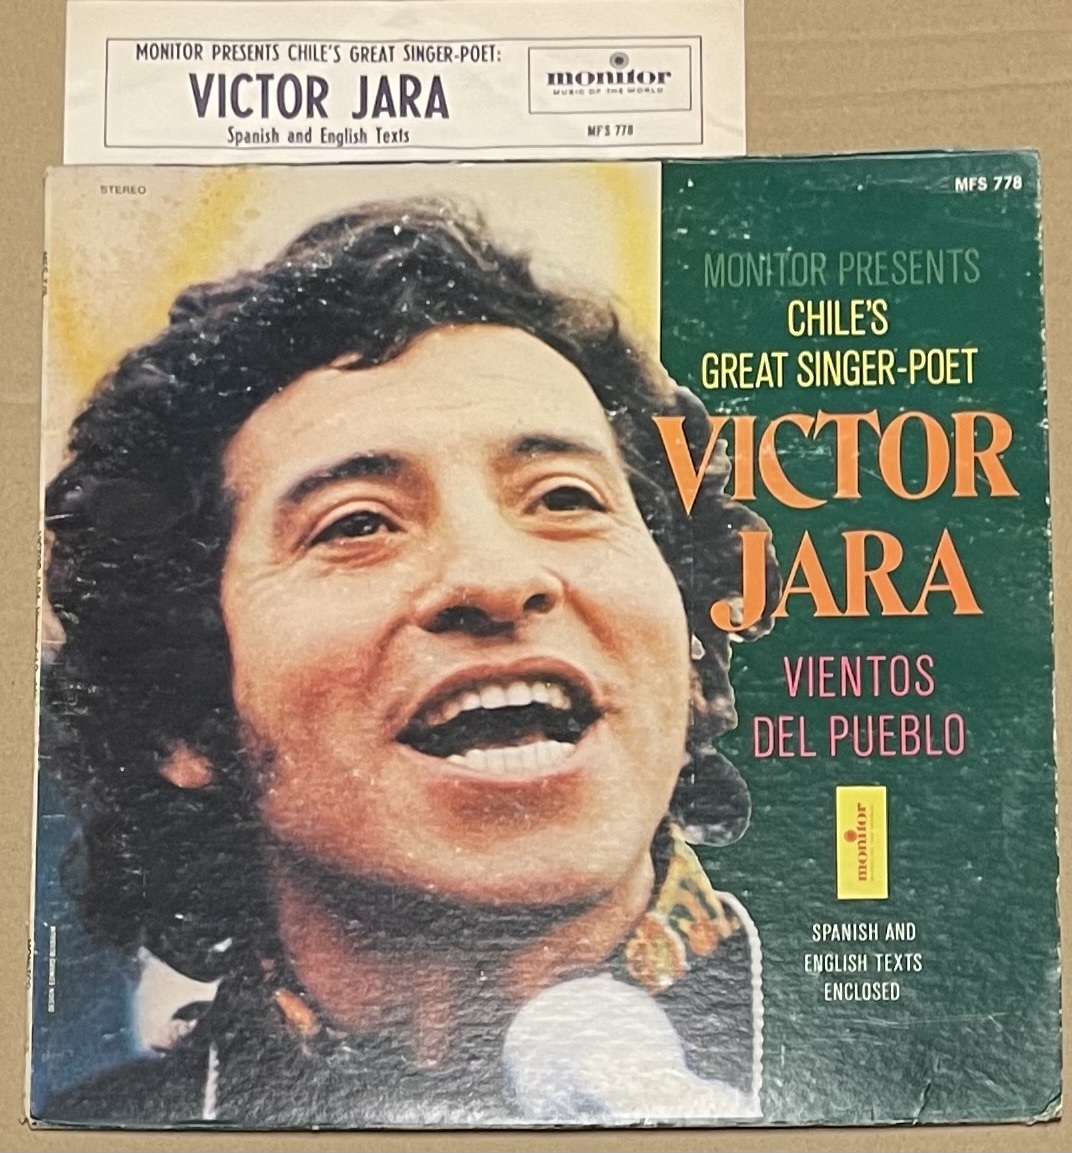 MONITOR PRESENTS CHILE'S GREAT SINGER-POET:
VICTOR JARA
Spanish and English Texts
monitor
MUSIC OF THE WORLD
MFS 778
STEREO
MFS 778
MONITOR PRESENTS
CHILE'S
GREAT SINGER-POET
VICTOR
JARA
VIENTOS
DEL PUEBLO
monitor
SPANISH AND
ENGLISH TEXTS
ENCLOSED